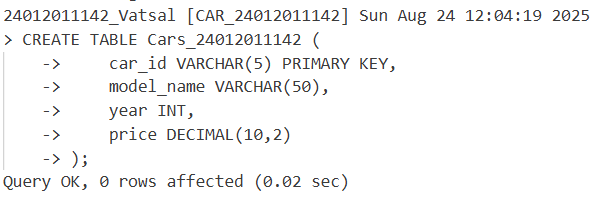 24012011142_Vatsal [CAR_24012011142] Sun Aug 24 12:04:19 2025
> CREATE TABLE Cars_24012011142 (
    ->     car_id VARCHAR(5) PRIMARY KEY,
    ->     model_name VARCHAR(50),
    ->     year INT,
    ->     price DECIMAL(10,2)
    -> );
Query OK, 0 rows affected (0.02 sec)